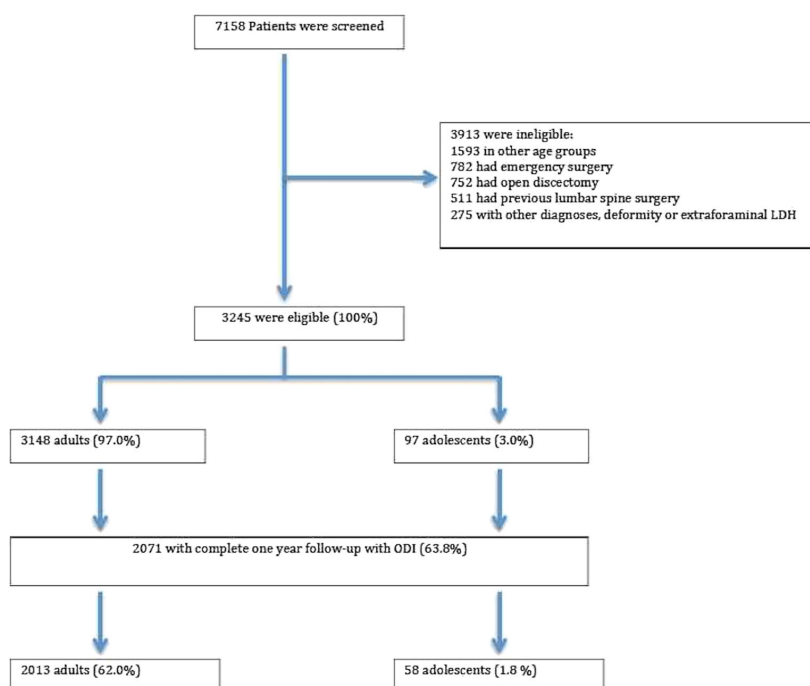 7158 Patients were screened
3913 were ineligible:
1593 in other age groups
782 had emergency surgery
752 had open discectomy
511 had previous lumbar spine surgery
275 with other diagnoses, deformity or extraforaminal LDH
3245 were eligible (100%)
3148 adults (97.0%)
97 adolescents (3.0%)
2071 with complete one year follow-up with ODI (63.8%)
2013 adults (62.0%)
58 adolescents (1.8 %)